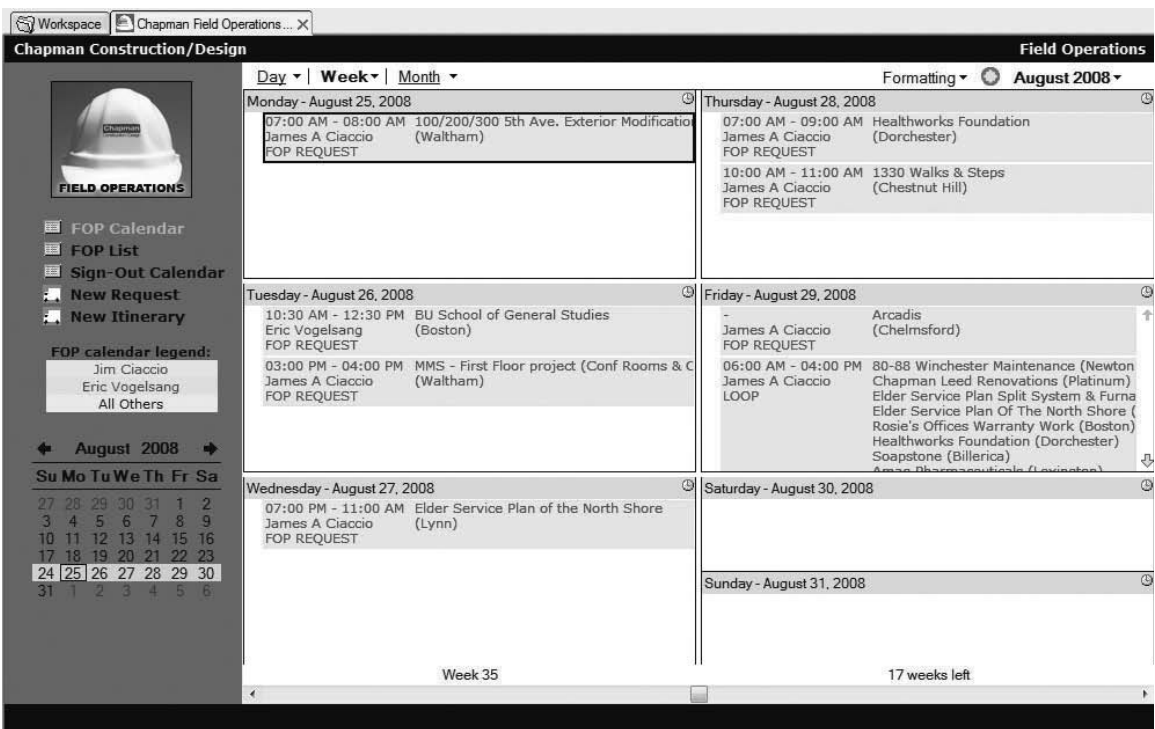 Workspace
Chapman Field Operations...
Chapman Construction/Design
Field Operations
Chapman
FIELD OPERATIONS
FOP Calendar
FOP List
Sign-Out Calendar
New Request
New Itinerary
FOP calendar legend:
Jim Ciaccio
Eric Vogelsang
All Others
August 2008
Su Mo Tu We Th Fr Sa
27 28 29 30 31 1 2
3 4 5 6 7 8 9
10 11 12 13 14 15 16
17 18 19 20 21 22 23
24 25 26 27 28 29 30
31 1 2 3 4 5 6
Day | Week | Month
Formatting August 2008
Monday - August 25, 2008
07:00 AM - 08:00 AM 100/200/300 5th Ave. Exterior Modificatio
James A Ciaccio (Waltham)
FOP REQUEST
Tuesday - August 26, 2008
10:30 AM - 12:30 PM BU School of General Studies
Eric Vogelsang (Boston)
FOP REQUEST
03:00 PM - 04:00 PM MMS - First Floor project (Conf Rooms & C
James A Ciaccio (Waltham)
FOP REQUEST
Wednesday - August 27, 2008
07:00 PM - 11:00 AM Elder Service Plan of the North Shore
James A Ciaccio (Lynn)
FOP REQUEST
Thursday - August 28, 2008
07:00 AM - 09:00 AM Healthworks Foundation
James A Ciaccio (Dorchester)
FOP REQUEST
10:00 AM - 11:00 AM 1330 Walks & Steps
James A Ciaccio (Chestnut Hill)
FOP REQUEST
Friday - August 29, 2008
- Arcadis
James A Ciaccio (Chelmsford)
FOP REQUEST
06:00 AM - 04:00 PM 80-88 Winchester Maintenance (Newton
James A Ciaccio Chapman Leed Renovations (Platinum)
LOOP Elder Service Plan Split System & Furna
Elder Service Plan Of The North Shore (
Rosie's Offices Warranty Work (Boston)
Healthworks Foundation (Dorchester)
Soapstone (Billerica)
Amag Pharmaceuticals (Lexington)
Saturday - August 30, 2008
Sunday - August 31, 2008
Week 35
17 weeks left